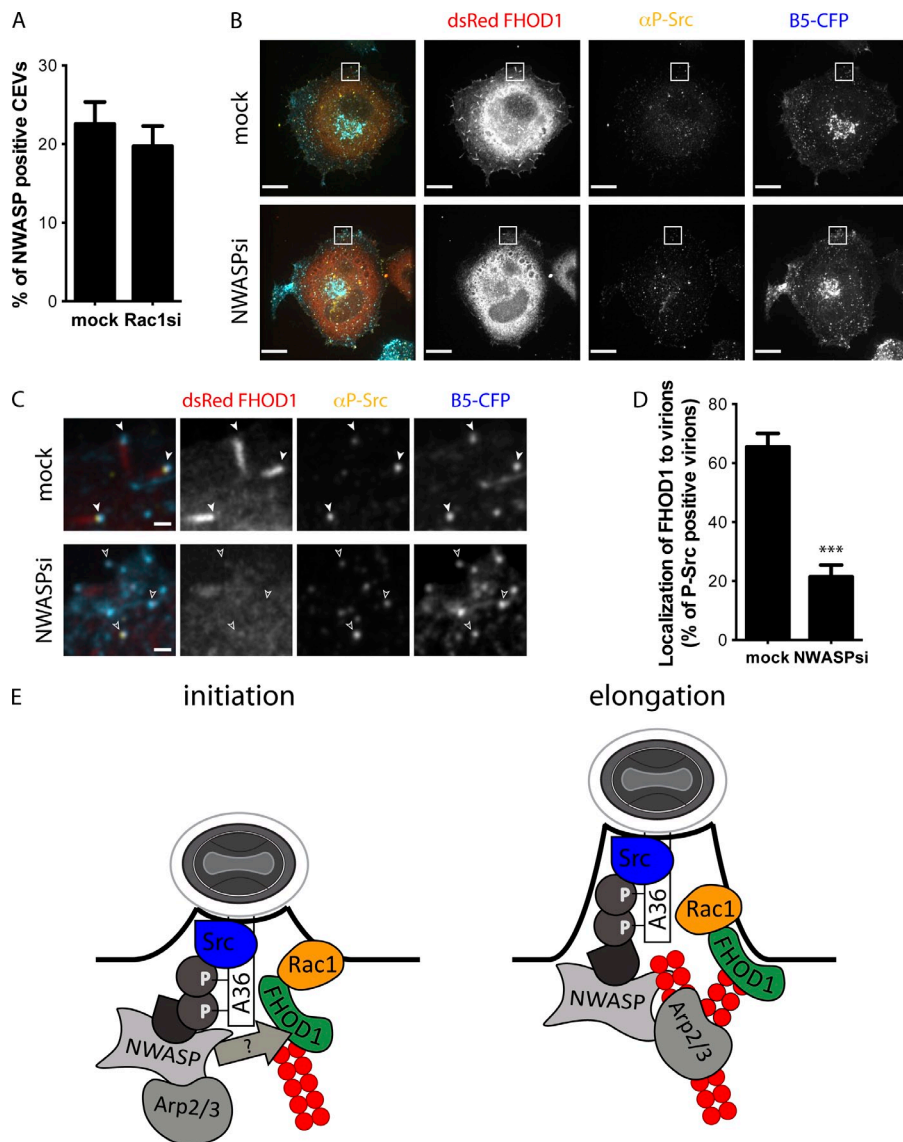 A
% of NWASP positive CEVs
30
20
10
0
mock Rac1si
B
dsRed FHOD1 αP-Src B5-CFP
mock
NWASPsi
C
dsRed FHOD1 αP-Src B5-CFP
mock
NWASPsi
D
Localization of FHOD1 to virions
(% of P-Src positive virions)
80
60
40
20
0
***
mock NWASPsi
E
initiation
Src
P
P
A36
Rac1
FHOD1
NWASP
?
Arp2/3
elongation
Src
P
P
A36
Rac1
FHOD1
NWASP
Arp2/3